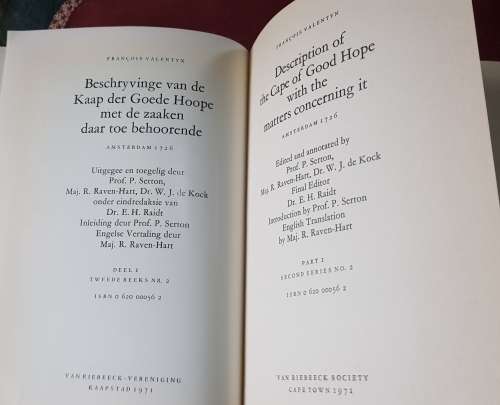 FRANÇOIS VALENTYN
Beschryvinge van de
Kaap der Goede Hoope
met de zaaken
daar toe behoorende
AMSTERDAM 1726
Uitgegee en toegelig deur
Prof. P. Serton,
Maj. R. Raven-Hart, Dr. W. J. de Kock
onder eindredaksie van
Dr. E. H. Raidt
Inleiding deur Prof. P. Serton
Engelse Vertaling deur
Maj. R. Raven-Hart
DEEL I
TWEEDE REEKS NR. 2
ISBN 0 620 00056 2
VAN RIEBEECK-VERENIGING
KAAPSTAD 1971
FRANÇOIS VALENTYN
Description of
the Cape of Good Hope
with the
matters concerning it
AMSTERDAM 1726
Edited and annotated by
Prof. P. Serton,
Maj. R. Raven-Hart, Dr. W. J. de Kock
Final Editor
Dr. E. H. Raidt
Introduction by Prof. P. Serton
English Translation
by Maj. R. Raven-Hart
PART I
SECOND SERIES NO. 2
ISBN 0 620 00056 2
VAN RIEBEECK SOCIETY
CAPE TOWN 1971